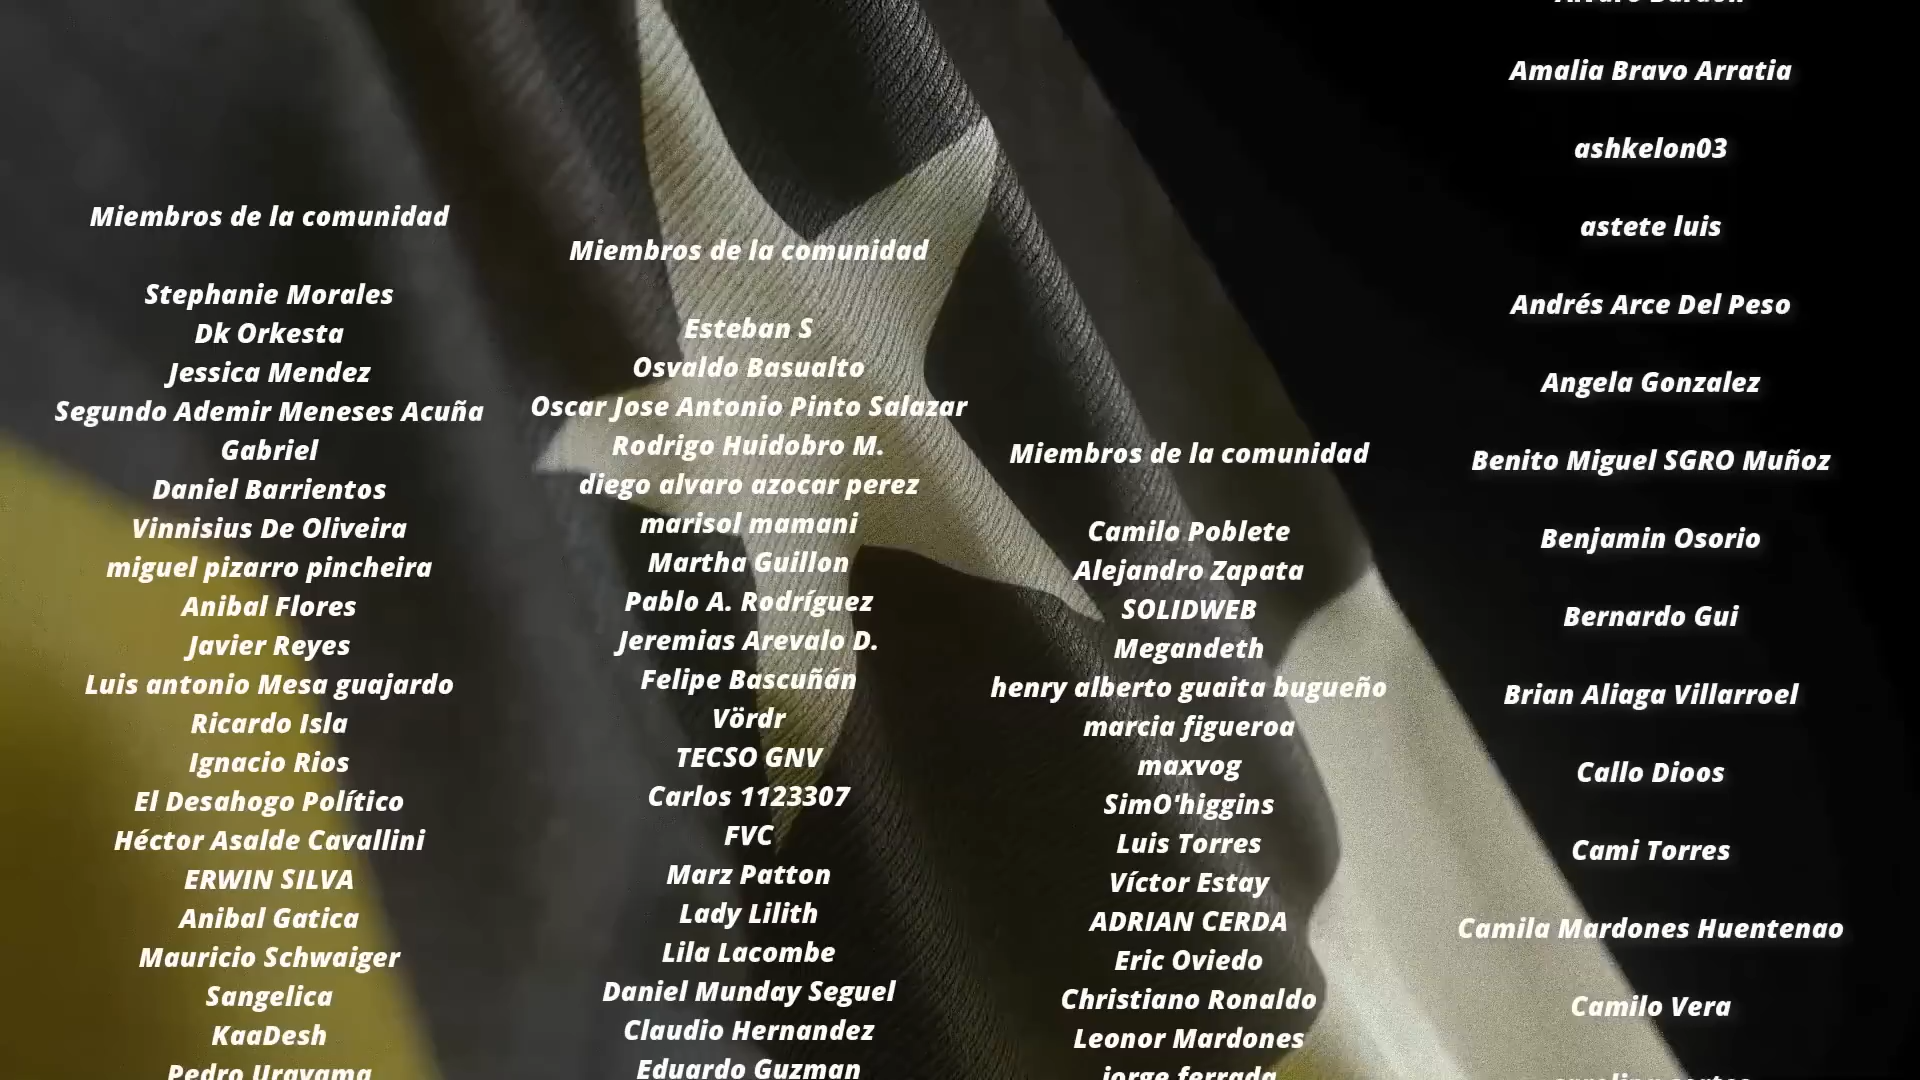 Miembros de la comunidad
Stephanie Morales
Dk Orkesta
Jessica Mendez
Segundo Ademir Meneses Acuña
Gabriel
Daniel Barrientos
Vinnisius De Oliveira
miguel pizarro pincheira
Anibal Flores
Javier Reyes
Luis antonio Mesa guajardo
Ricardo Isla
Ignacio Rios
El Desahogo Político
Héctor Asalde Cavallini
ERWIN SILVA
Anibal Gatica
Mauricio Schwaiger
Sangelica
KaaDesh
Pedro Urayama
Miembros de la comunidad
Esteban S
Osvaldo Basualto
Oscar Jose Antonio Pinto Salazar
Rodrigo Huidobro M.
diego alvaro azocar perez
marisol mamani
Martha Guillon
Pablo A. Rodríguez
Jeremias Arevalo D.
Felipe Bascuñán
Vördr
TECSO GNV
Carlos 1123307
FVC
Marz Patton
Lady Lilith
Lila Lacombe
Daniel Munday Seguel
Claudio Hernandez
Eduardo Guzman
Miembros de la comunidad
Camilo Poblete
Alejandro Zapata
SOLIDWEB
Megandeth
henry alberto guaita bugueño
marcia figueroa
maxvog
SimO'higgins
Luis Torres
Víctor Estay
ADRIAN CERDA
Eric Oviedo
Christiano Ronaldo
Leonor Mardones
jorge ferrada
Amalia Bravo Arratia
ashkelon03
astete luis
Andrés Arce Del Peso
Angela Gonzalez
Benito Miguel SGRO Muñoz
Benjamin Osorio
Bernardo Gui
Brian Aliaga Villarroel
Callo Dioos
Cami Torres
Camila Mardones Huentenao
Camilo Vera